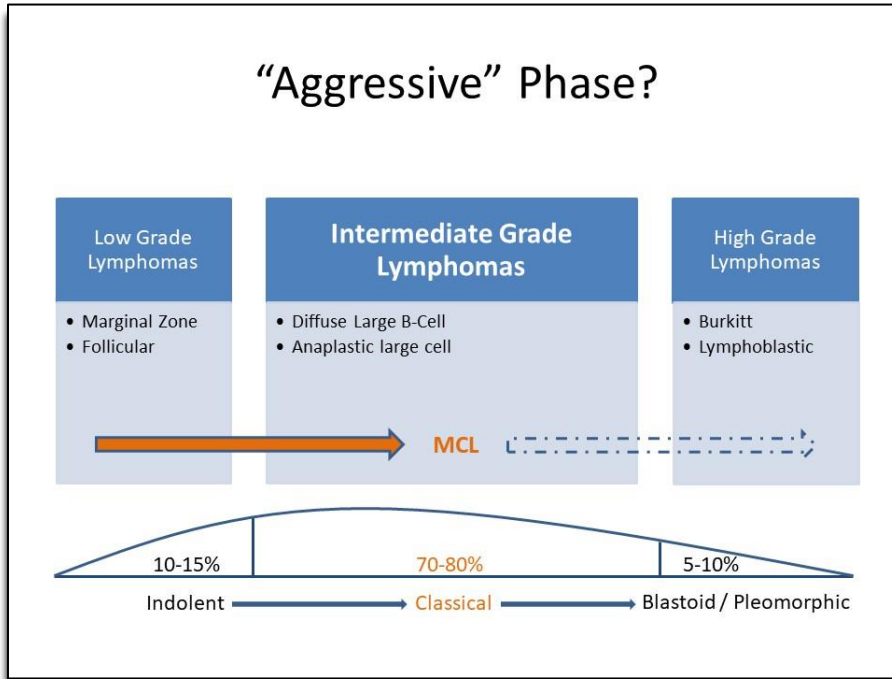 “Aggressive” Phase?
Low Grade
Lymphomas
• Marginal Zone
• Follicular
Intermediate Grade
Lymphomas
• Diffuse Large B-Cell
• Anaplastic large cell
High Grade
Lymphomas
• Burkitt
• Lymphoblastic
MCL
10-15%
70-80%
5-10%
Indolent
Classical
Blastoid / Pleomorphic